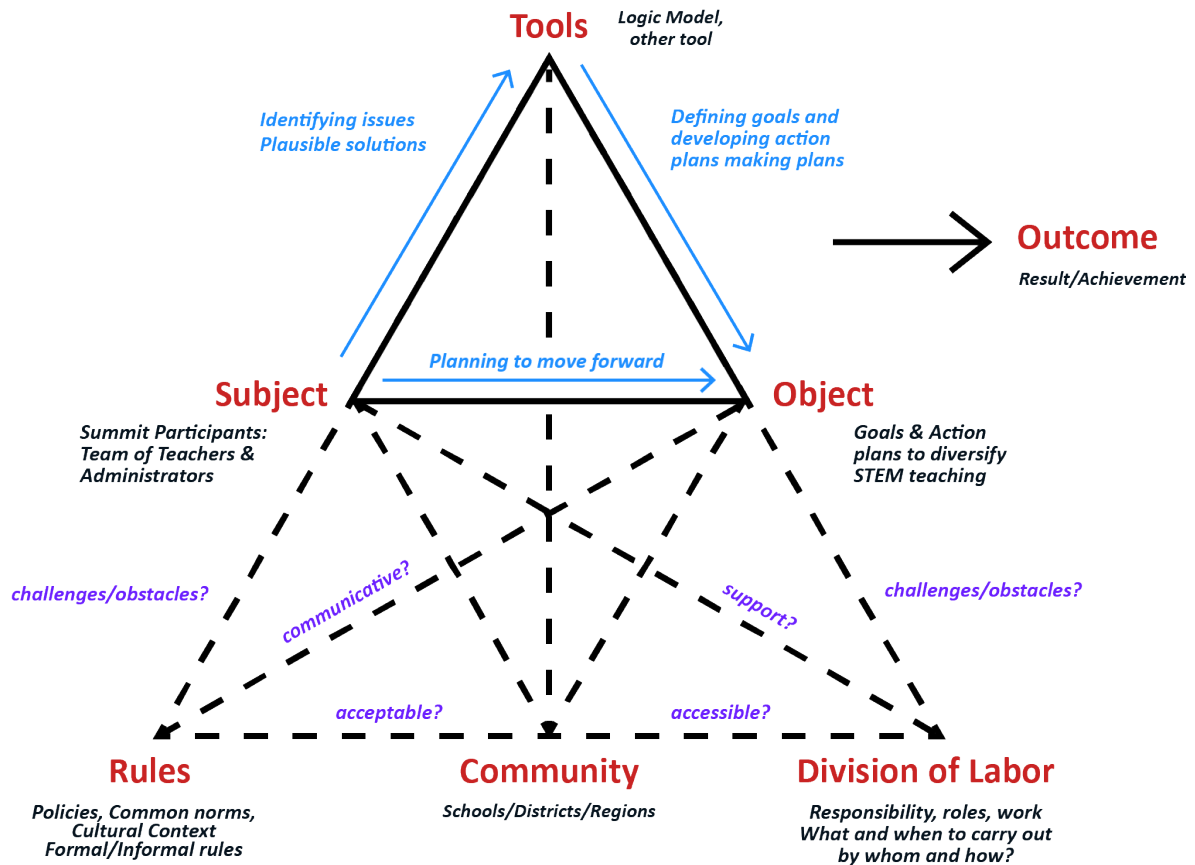 Tools
Logic Model,
other tool
Identifying issues
Plausible solutions
Defining goals and
developing action
plans making plans
Outcome
Result/Achievement
Planning to move forward
Subject
Object
Summit Participants:
Team of Teachers &
Administrators
Goals & Action
plans to diversify
STEM teaching
challenges/obstacles?
communicative?
support?
challenges/obstacles?
acceptable?
accessible?
Rules
Community
Division of Labor
Policies, Common norms,
Cultural Context
Formal/Informal rules
Schools/Districts/Regions
Responsibility, roles, work
What and when to carry out
by whom and how?